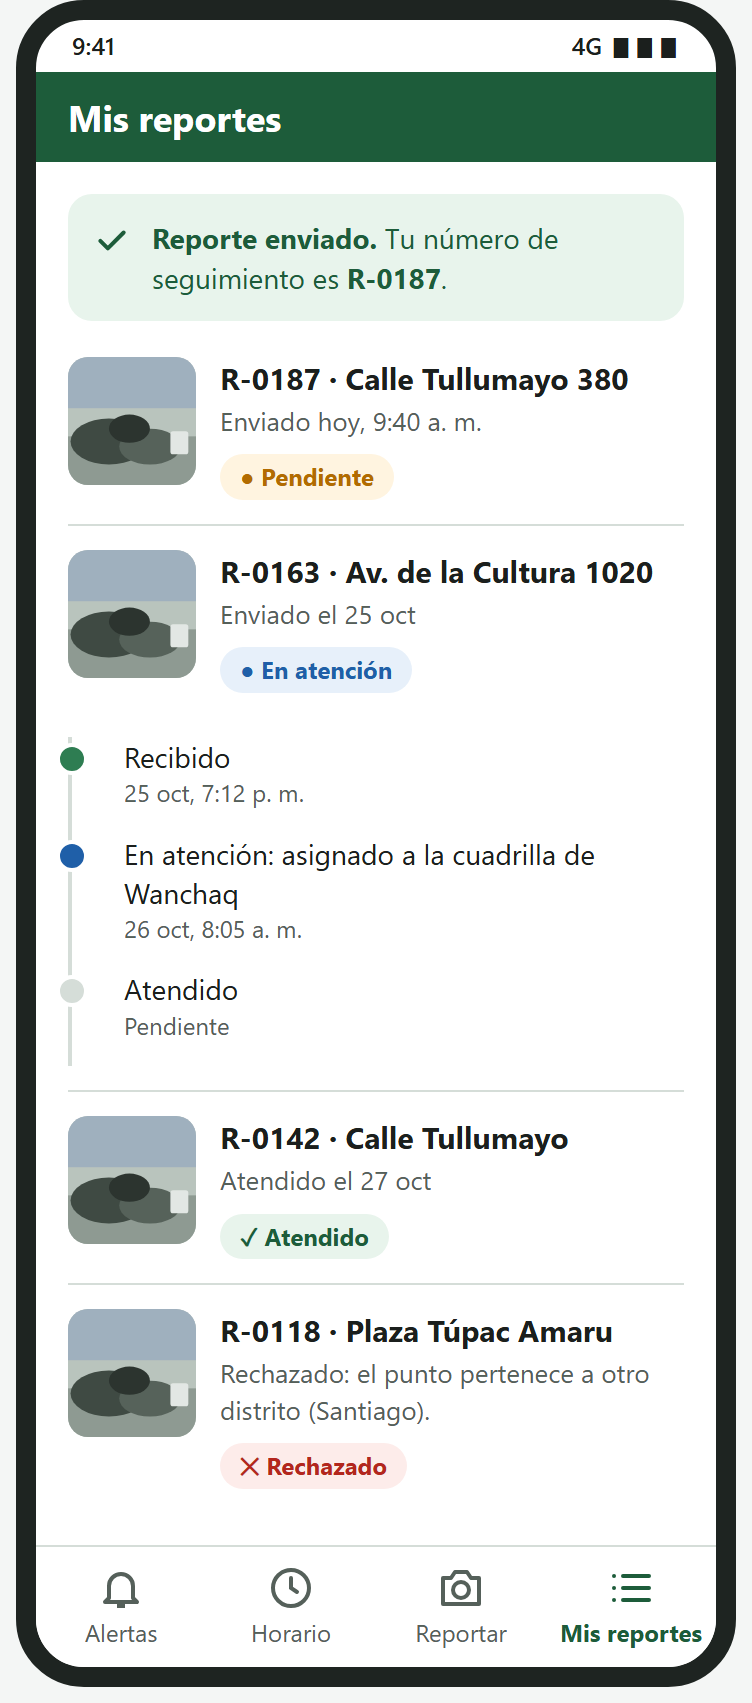 9:41 4G
Mis reportes
Reporte enviado. Tu número de
seguimiento es R-0187.
R-0187 · Calle Tullumayo 380
Enviado hoy, 9:40 a. m.
● Pendiente
R-0163 · Av. de la Cultura 1020
Enviado el 25 oct
● En atención
Recibido
25 oct, 7:12 p. m.
En atención: asignado a la cuadrilla de
Wanchaq
26 oct, 8:05 a. m.
Atendido
Pendiente
R-0142 · Calle Tullumayo
Atendido el 27 oct
✓ Atendido
R-0118 · Plaza Túpac Amaru
Rechazado: el punto pertenece a otro
distrito (Santiago).
✕ Rechazado
Alertas Horario Reportar Mis reportes